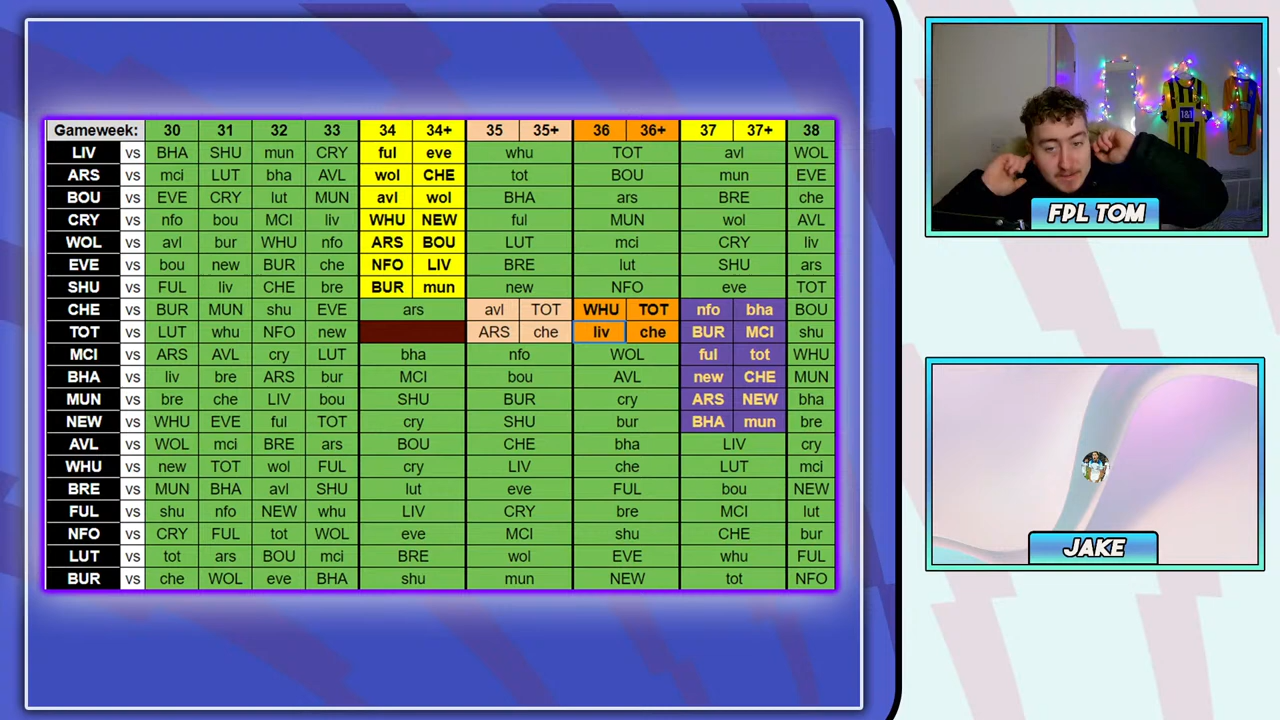 Gameweek: 30 31 32 33 34 34+ 35 35+ 36 36+ 37 37+ 38
LIV vs BHA SHU mun CRY ful eve whu TOT avl WOL
ARS vs mci LUT bha AVL wol CHE tot BOU mun EVE
BOU vs EVE CRY lut MUN avl wol BHA ars BRE che
CRY vs nfo bou MCI liv WHU NEW ful MUN wol AVL
WOL vs avl bur WHU nfo ARS BOU LUT mci CRY liv
EVE vs bou new BUR che NFO LIV BRE lut SHU ars
SHU vs FUL liv CHE bre BUR mun new NFO eve TOT
CHE vs BUR MUN shu EVE ars avl TOT WHU TOT nfo bha BOU
TOT vs LUT whu NFO new ARS che liv che BUR MCI shu
MCI vs ARS AVL cry LUT bha nfo WOL ful tot WHU
BHA vs liv bre ARS bur MCI bou AVL new CHE MUN
MUN vs bre che LIV bou SHU BUR cry ARS NEW bha
NEW vs WHU EVE ful TOT cry SHU bur BHA mun bre
AVL vs WOL mci BRE ars BOU CHE bha LIV cry
WHU vs new TOT wol FUL cry LIV che LUT mci
BRE vs MUN BHA avl SHU lut eve FUL bou NEW
FUL vs shu nfo NEW whu LIV CRY bre MCI lut
NFO vs CRY FUL tot WOL eve MCI shu CHE bur
LUT vs tot ars BOU mci BRE wol EVE whu FUL
BUR vs che WOL eve BHA shu mun NEW tot NFO
FPL TOM
JAKE